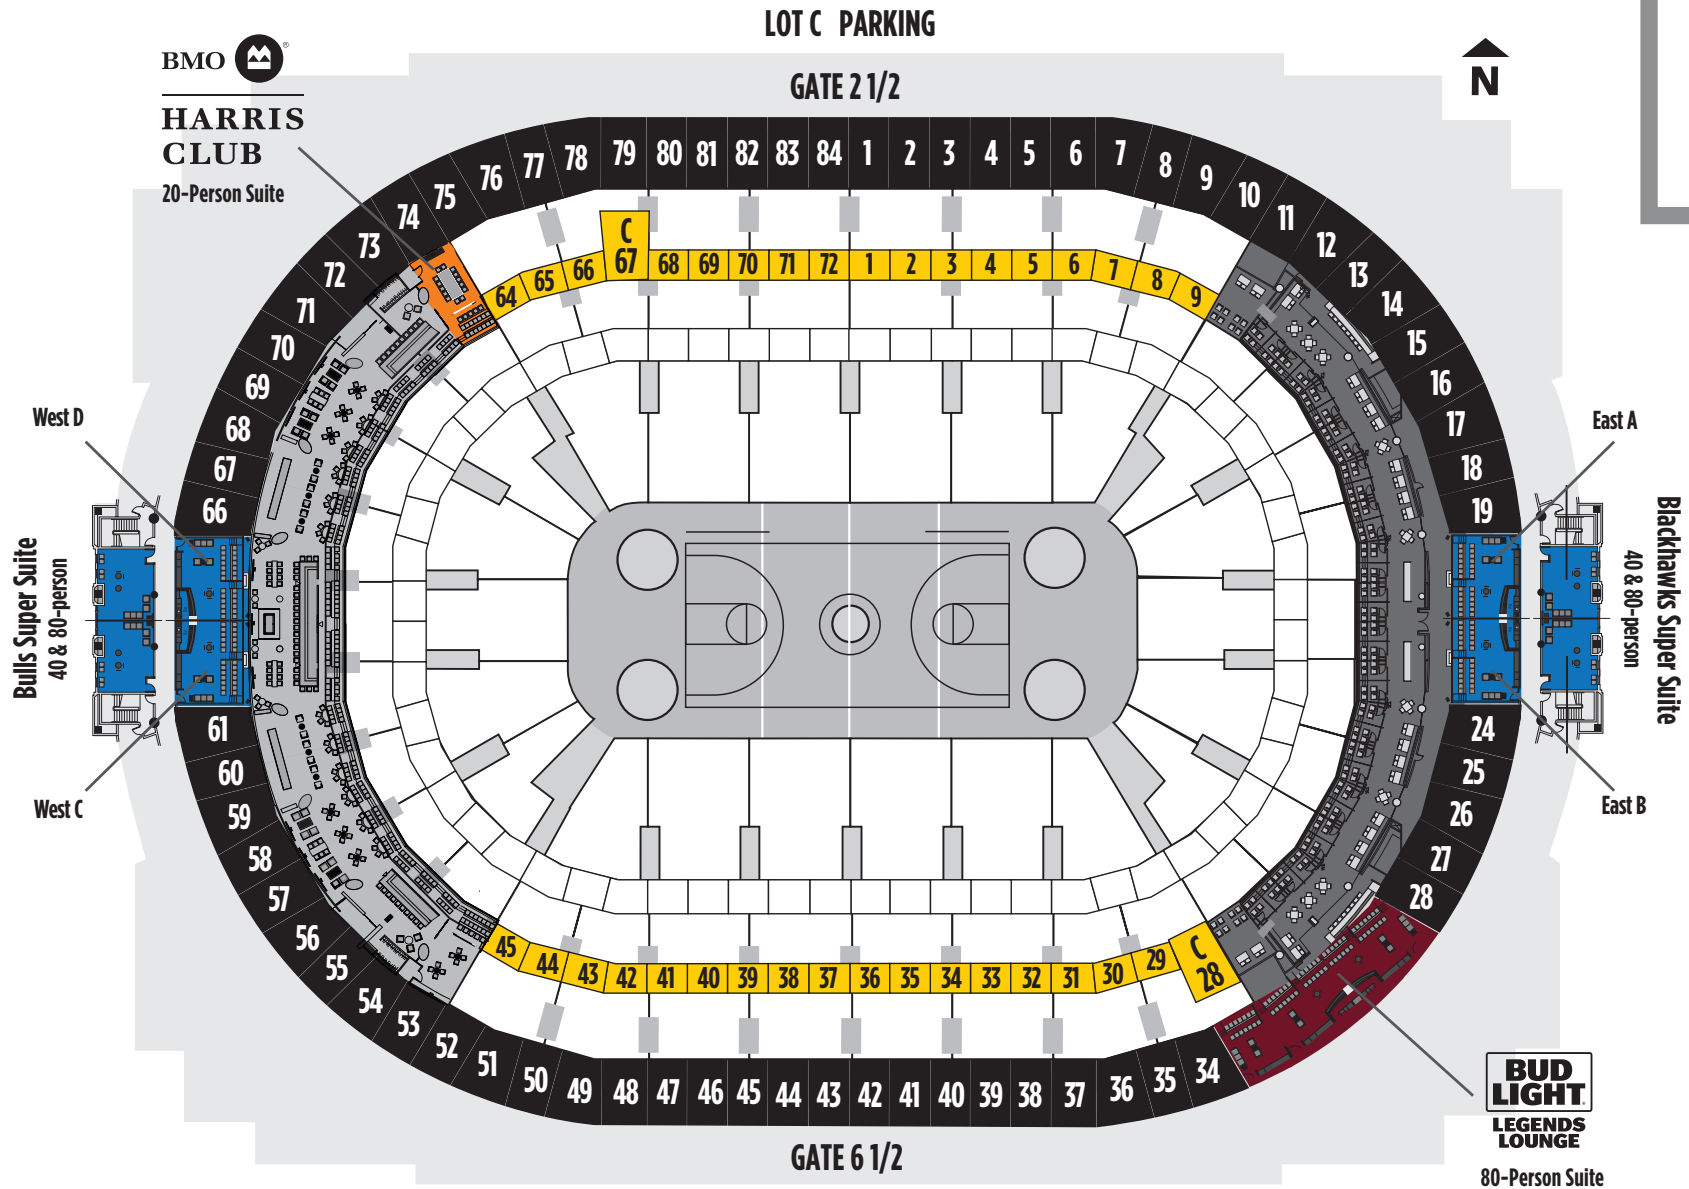 LOT C PARKING
GATE 2 1/2
N
BMO ®
HARRIS
CLUB
20-Person Suite
79 80 81 82 83 84 1 2 3 4 5 6 7 8 9 10 11 12 13 14 15 16 17 18 19
78 77 76 75 74 73 72 71 70 69 68 67 66
C
67
64 65 66 68 69 70 71 72 1 2 3 4 5 6 7 8 9
West D
East A
Bulls Super Suite
40 & 80-person
Blackhawks Super Suite
40 & 80-person
West C
East B
61 60 59 58 57 56 55 54 53 52 51 50 49
24 25 26 27 28
45 44 43 42 41 40 39 38 37 36 35 34 33 32 31 30 29
C
28
48 47 46 45 44 43 42 41 40 39 38 37 36 35 34
GATE 6 1/2
BUD
LIGHT
LEGENDS
LOUNGE
80-Person Suite